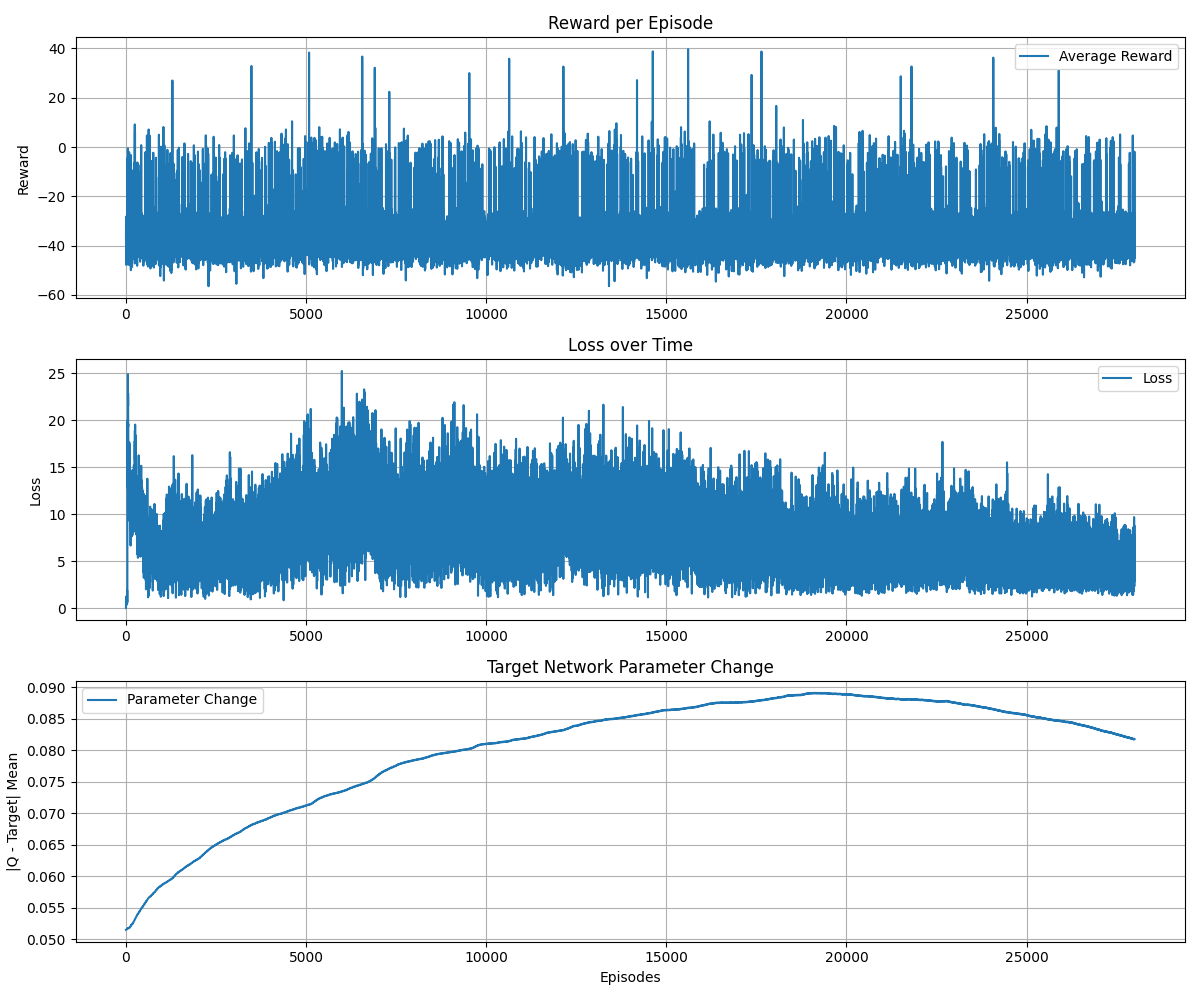 Reward per Episode
Average Reward
Reward
40
20
0
−20
−40
−60
0 5000 10000 15000 20000 25000
Loss over Time
Loss
Loss
25
20
15
10
5
0
0 5000 10000 15000 20000 25000
Target Network Parameter Change
Parameter Change
|Q - Target| Mean
0.090
0.085
0.080
0.075
0.070
0.065
0.060
0.055
0.050
0 5000 10000 15000 20000 25000
Episodes